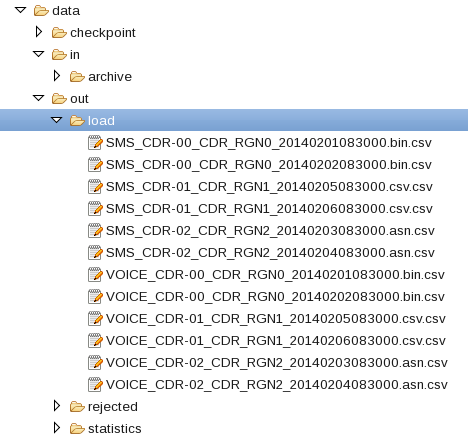 data
checkpoint
in
archive
out
load
SMS_CDR-00_CDR_RGN0_20140201083000.bin.csv
SMS_CDR-00_CDR_RGN0_20140202083000.bin.csv
SMS_CDR-01_CDR_RGN1_20140205083000.csv.csv
SMS_CDR-01_CDR_RGN1_20140206083000.csv.csv
SMS_CDR-02_CDR_RGN2_20140203083000.asn.csv
SMS_CDR-02_CDR_RGN2_20140204083000.asn.csv
VOICE_CDR-00_CDR_RGN0_20140201083000.bin.csv
VOICE_CDR-00_CDR_RGN0_20140202083000.bin.csv
VOICE_CDR-01_CDR_RGN1_20140205083000.csv.csv
VOICE_CDR-01_CDR_RGN1_20140206083000.csv.csv
VOICE_CDR-02_CDR_RGN2_20140203083000.asn.csv
VOICE_CDR-02_CDR_RGN2_20140204083000.asn.csv
rejected
statistics